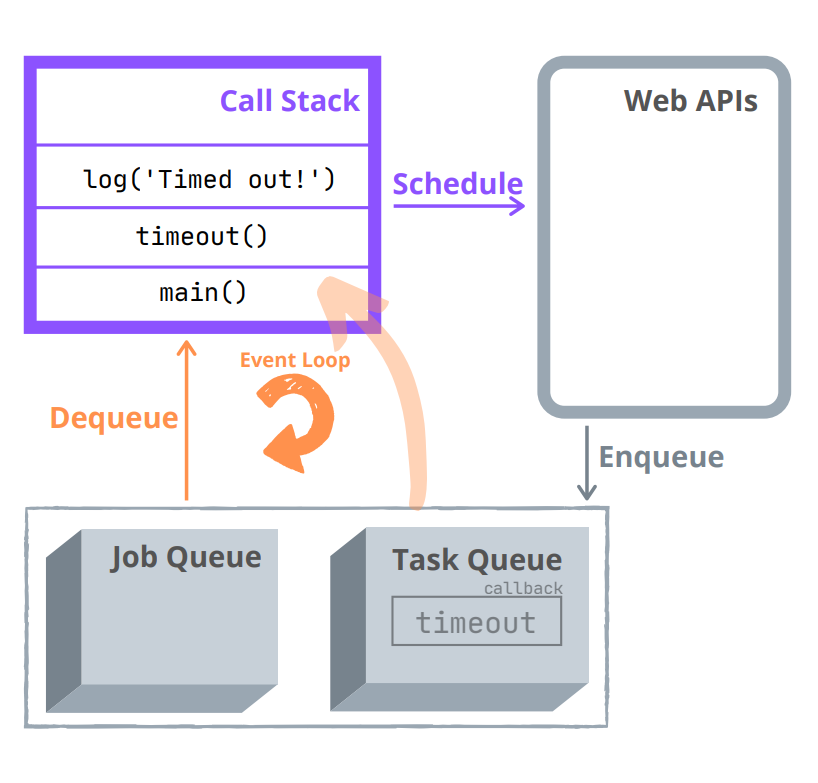 Call Stack
log('Timed out!')
timeout()
main()
Schedule
Web APIs
Event Loop
Dequeue
Enqueue
Job Queue
Task Queue
callback
timeout